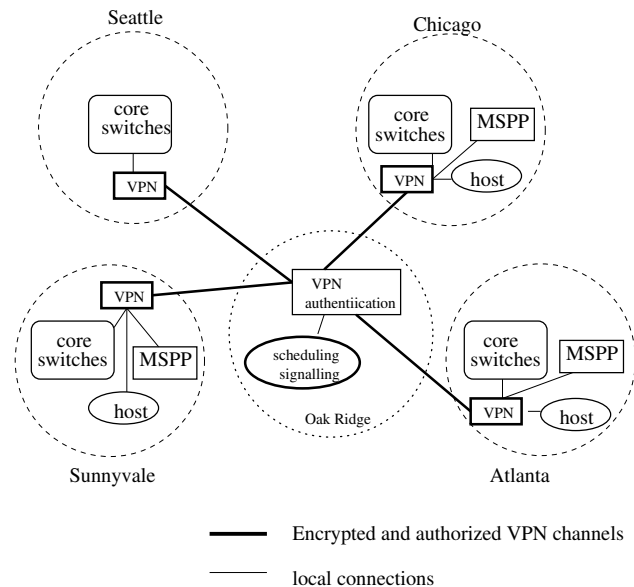 Seattle
core
switches
VPN
Chicago
core
switches
MSPP
VPN
host
VPN
core
switches
MSPP
host
Sunnyvale
VPN
authentiication
scheduling
signalling
Oak Ridge
core
switches
MSPP
VPN
host
Atlanta
Encrypted and authorized VPN channels
local connections